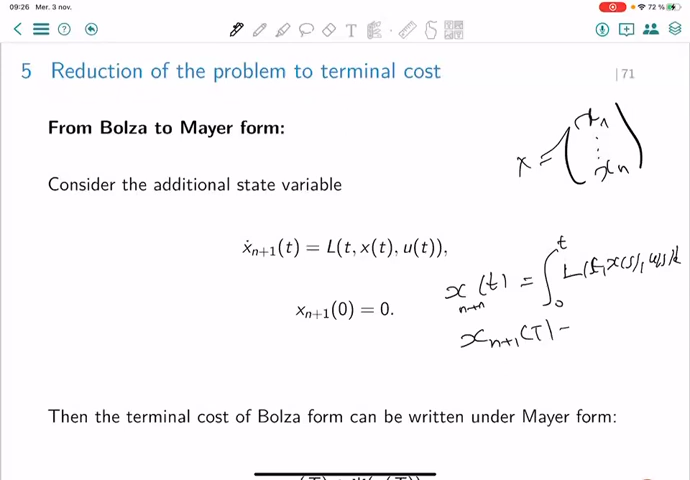 09:26 Mer. 3 nov.
72 %
5 Reduction of the problem to terminal cost
71
From Bolza to Mayer form:
x = (x₁ ⋮ xₙ)
Consider the additional state variable
ẋₙ₊₁(t) = L(t, x(t), u(t)),
xₙ₊₁(t) = ∫₀ᵗ L(s, x(s), u(s))
xₙ₊₁(0) = 0.
xₙ₊₁(T) =
Then the terminal cost of Bolza form can be written under Mayer form: